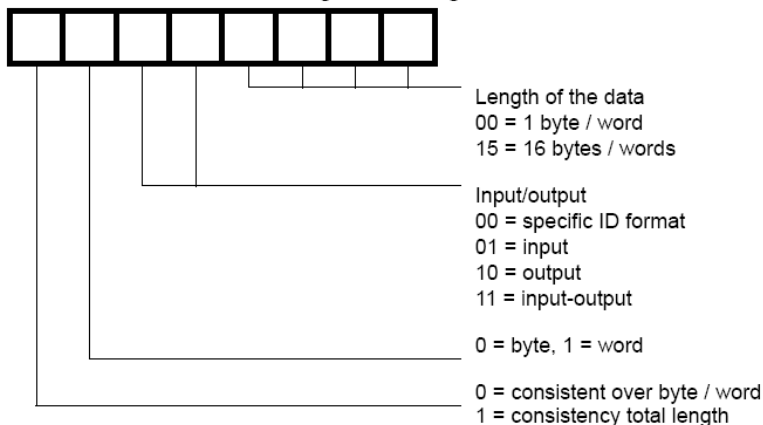 Length of the data
00 = 1 byte / word
15 = 16 bytes / words
Input/output
00 = specific ID format
01 = input
10 = output
11 = input-output
0 = byte, 1 = word
0 = consistent over byte / word
1 = consistency total length